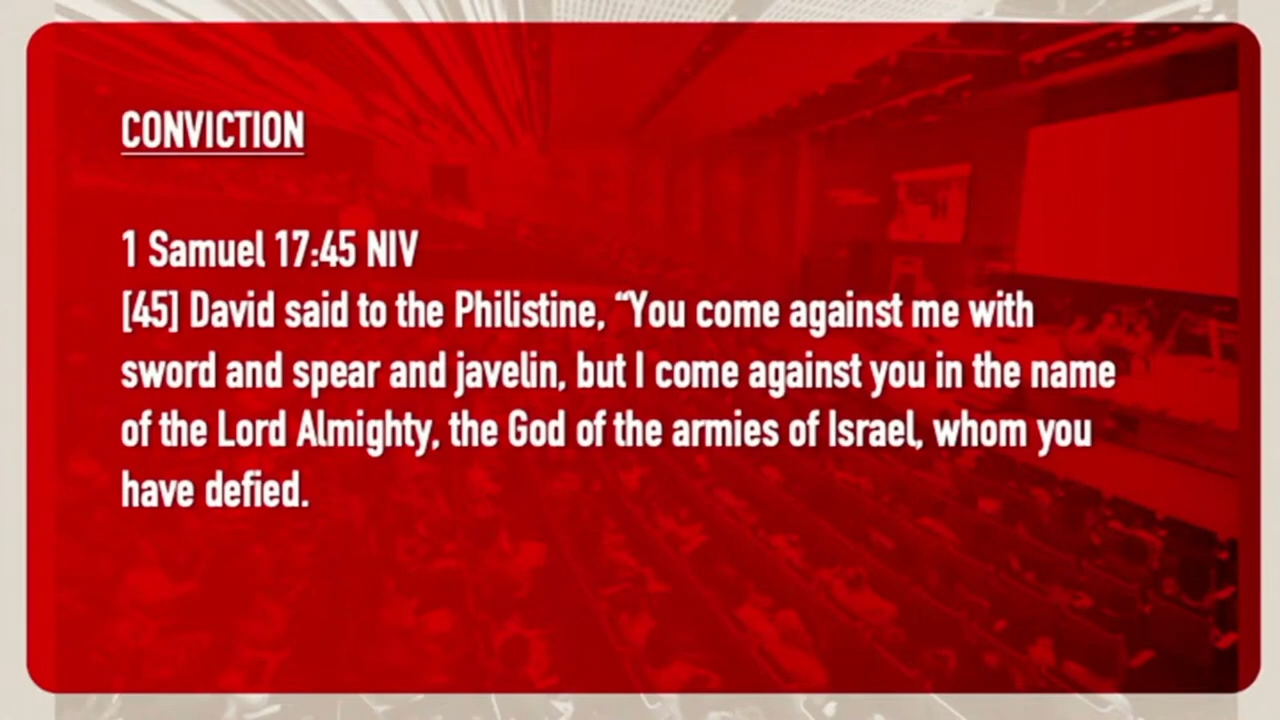 CONVICTION
1 Samuel 17:45 NIV
[45] David said to the Philistine, “You come against me with
sword and spear and javelin, but I come against you in the name
of the Lord Almighty, the God of the armies of Israel, whom you
have defied.